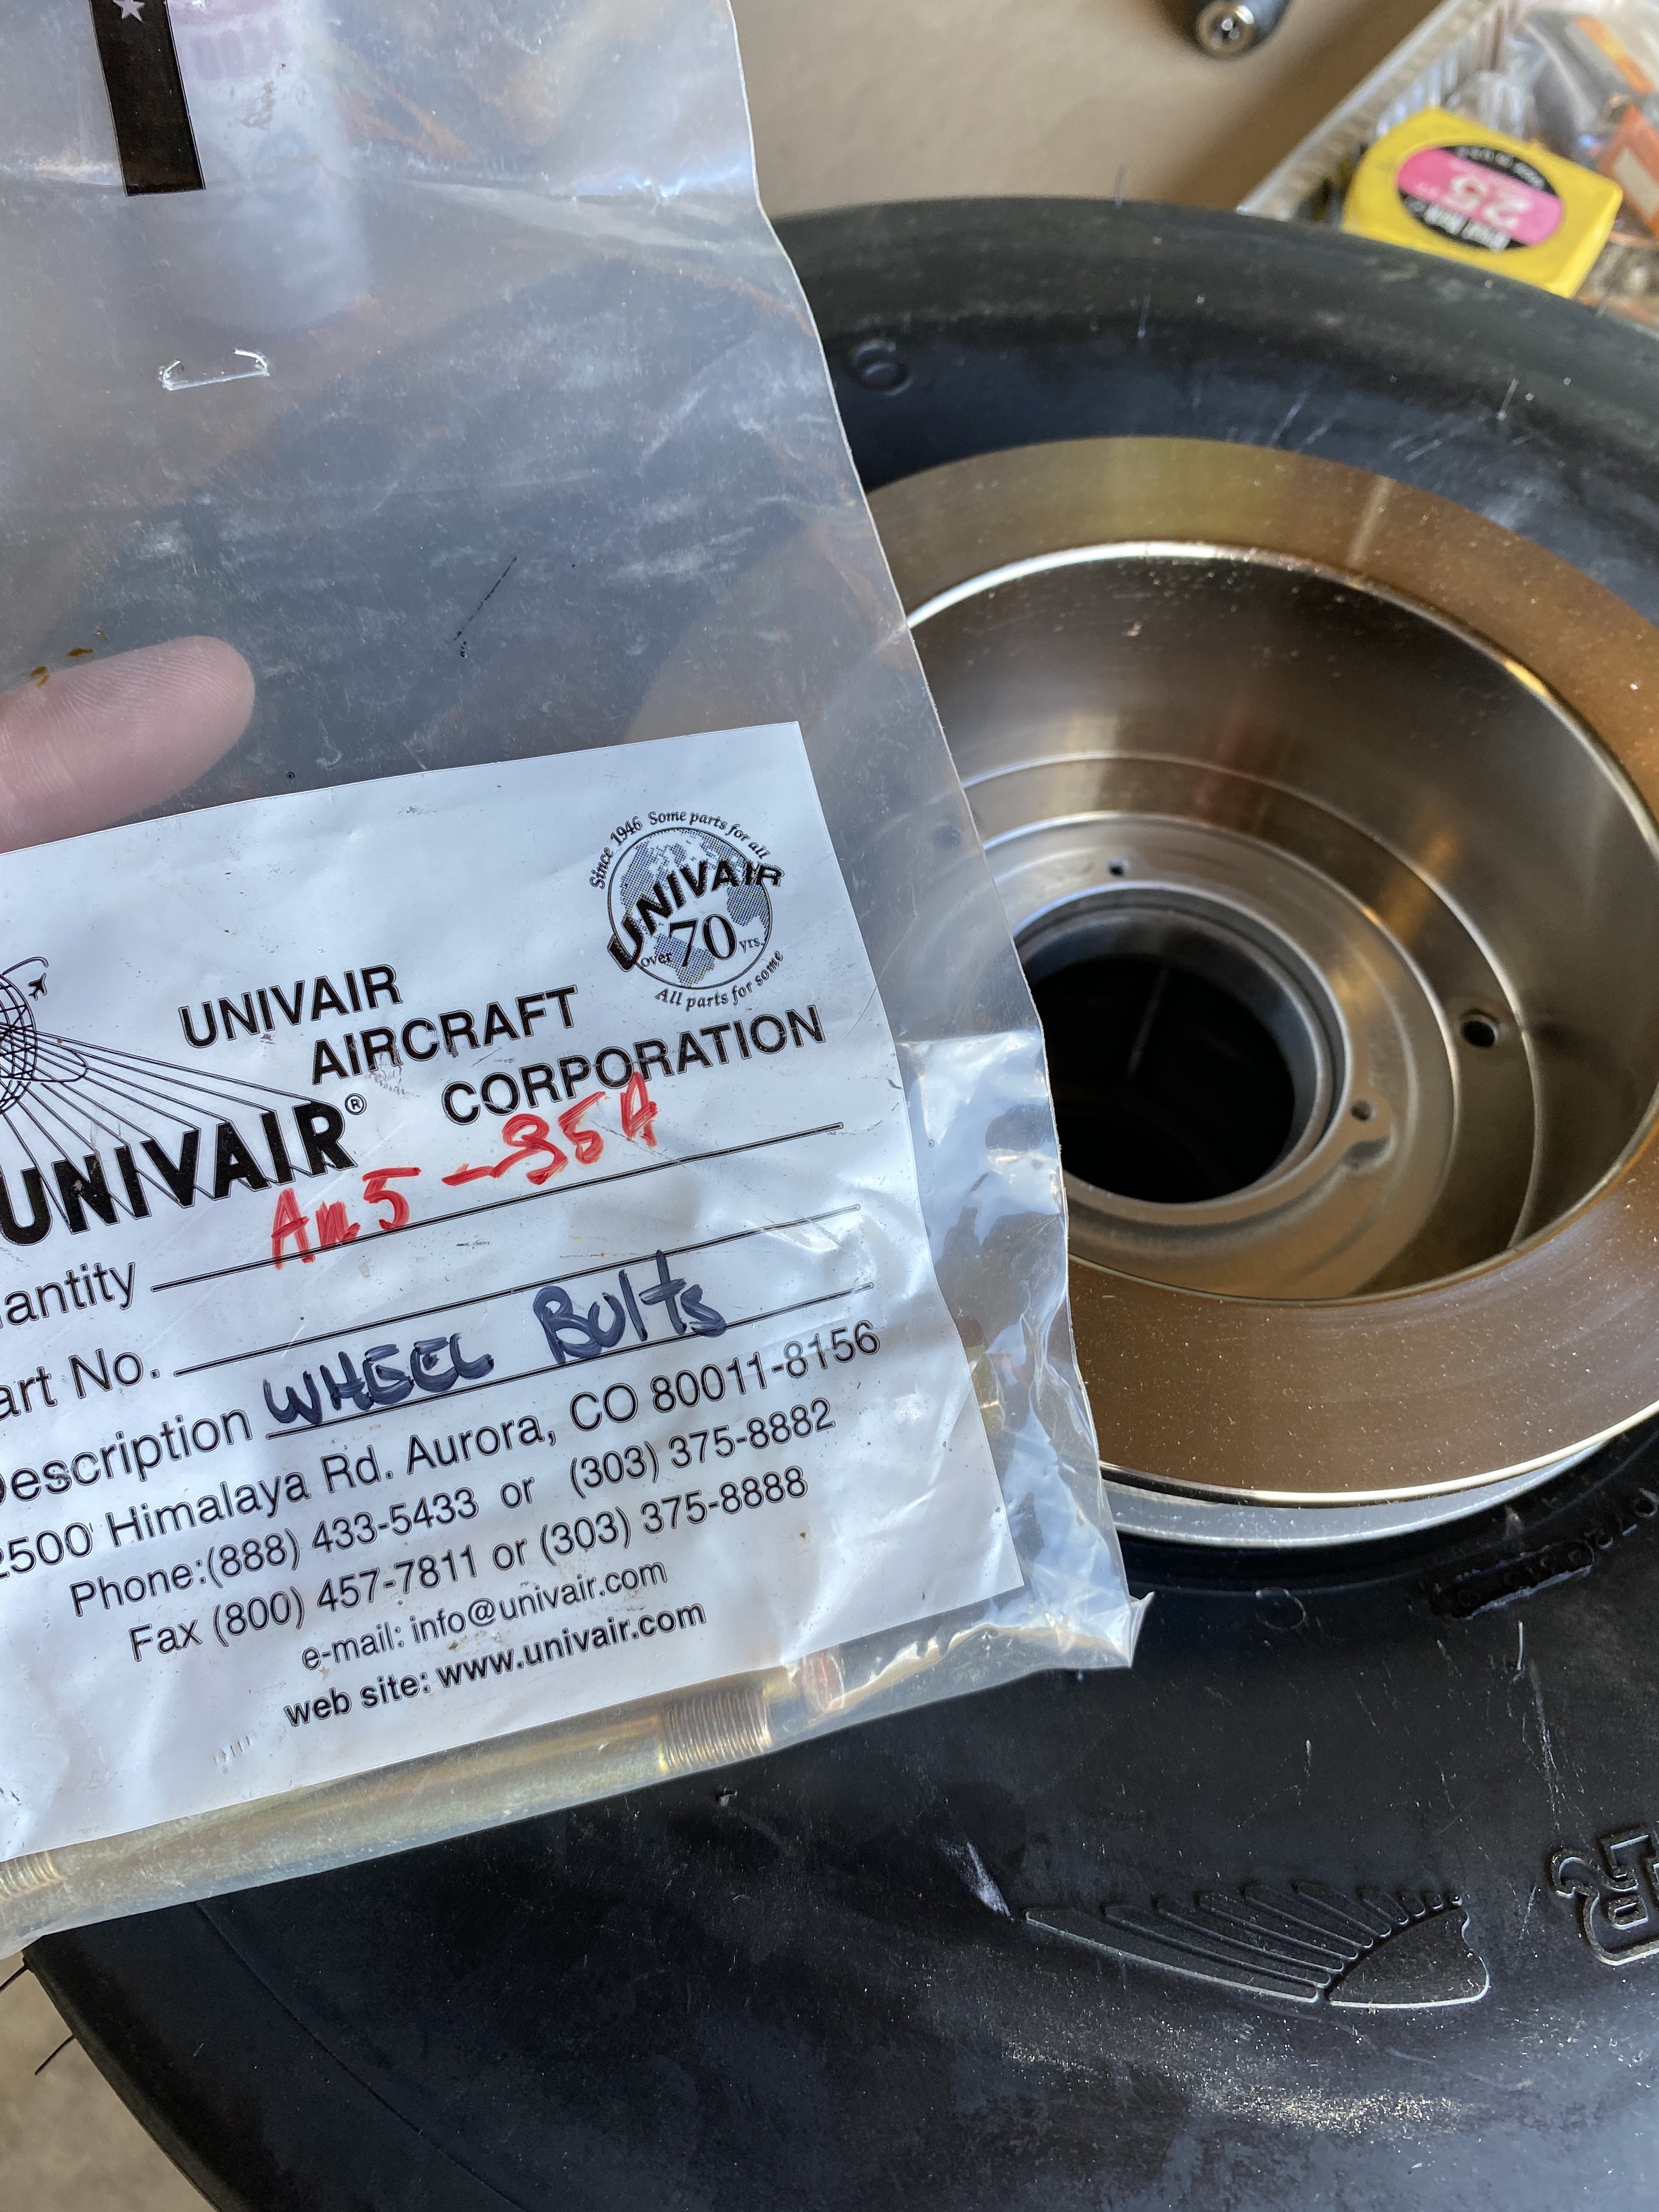 Since 1946 Some parts for all
UNIVAIR
over 70 yrs.
All parts for some
UNIVAIR
AIRCRAFT
CORPORATION
UNIVAIR®
An5-35A
antity
art No.
escription WHEEL Bolts
2500 Himalaya Rd. Aurora, CO 80011-8156
Phone:(888) 433-5433 or (303) 375-8882
Fax (800) 457-7811 or (303) 375-8888
e-mail: info@univair.com
web site: www.univair.com
6
25